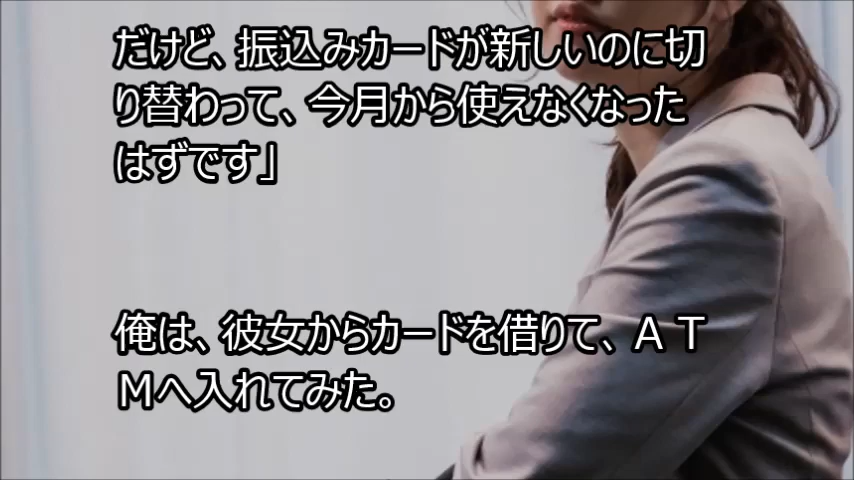 だけど、振込みカードが新しいのに切
り替わって、今月から使えなくなった
はずです」
俺は、彼女からカードを借りて、ＡＴ
Ｍへ入れてみた。